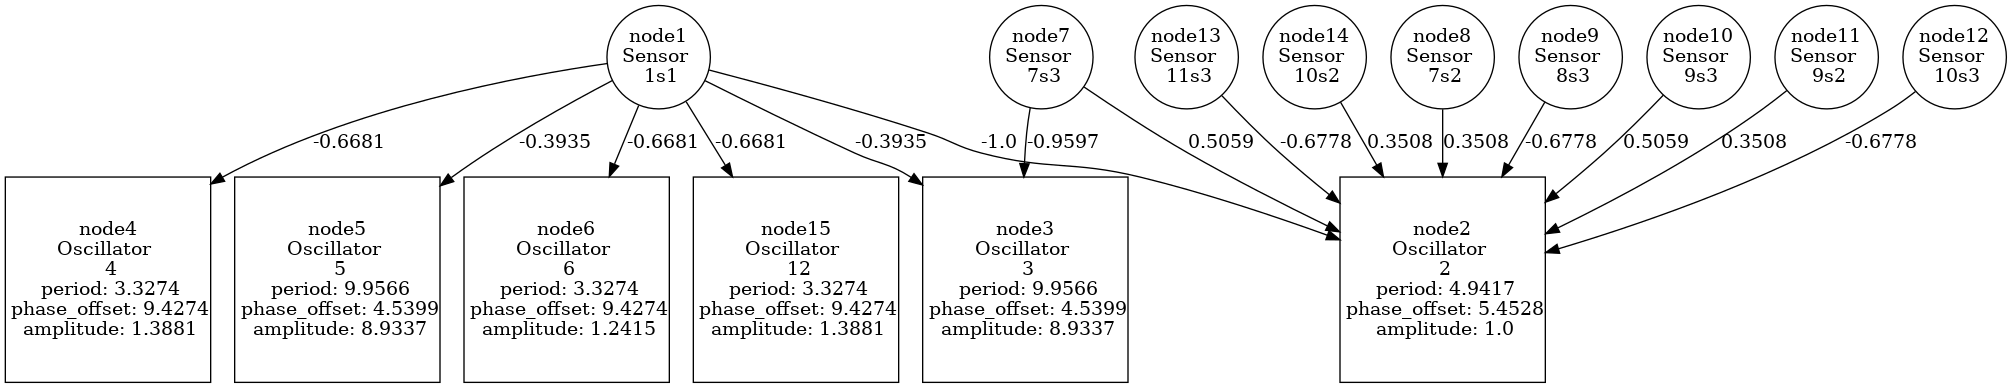 node1
Sensor
1s1
node7
Sensor
7s3
node13
Sensor
11s3
node14
Sensor
10s2
node8
Sensor
7s2
node9
Sensor
8s3
node10
Sensor
9s3
node11
Sensor
9s2
node12
Sensor
10s3
-0.6681
-0.3935
-0.6681
-0.6681
-0.3935
-1.0
-0.9597
0.5059
-0.6778
0.3508
0.3508
-0.6778
0.5059
0.3508
-0.6778
node4
Oscillator
4
period: 3.3274
phase_offset: 9.4274
amplitude: 1.3881
node5
Oscillator
5
period: 9.9566
phase_offset: 4.5399
amplitude: 8.9337
node6
Oscillator
6
period: 3.3274
phase_offset: 9.4274
amplitude: 1.2415
node15
Oscillator
12
period: 3.3274
phase_offset: 9.4274
amplitude: 1.3881
node3
Oscillator
3
period: 9.9566
phase_offset: 4.5399
amplitude: 8.9337
node2
Oscillator
2
period: 4.9417
phase_offset: 5.4528
amplitude: 1.0